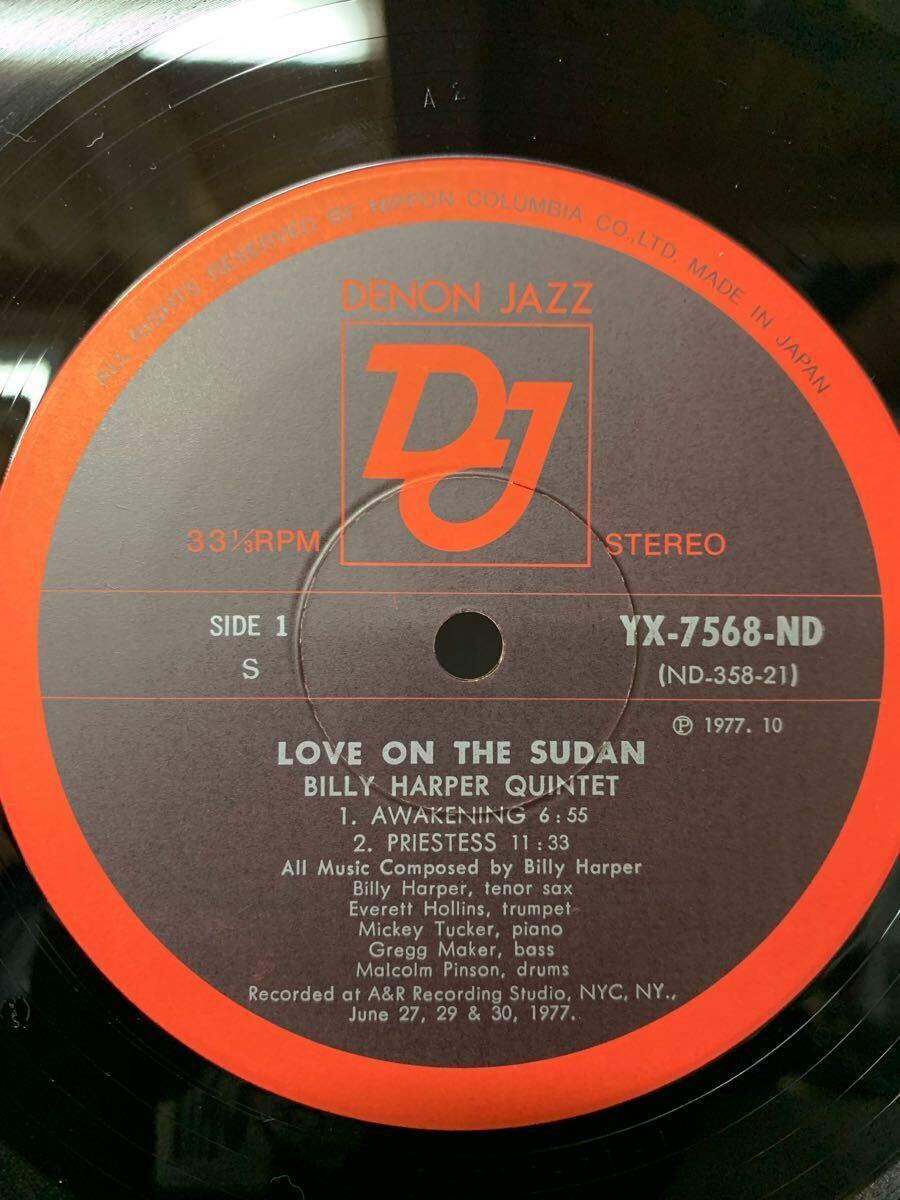 A 2
ALL RIGHTS RESERVED BY NIPPON COLUMBIA CO., LTD. MADE IN JAPAN
DENON JAZZ
DJ
33⅓RPM
STEREO
SIDE 1
YX-7568-ND
S
(ND-358-21)
℗ 1977. 10
LOVE ON THE SUDAN
BILLY HARPER QUINTET
1. AWAKENING 6:55
2. PRIESTESS 11:33
All Music Composed by Billy Harper
Billy Harper, tenor sax
Everett Hollins, trumpet
Mickey Tucker, piano
Gregg Maker, bass
Malcolm Pinson, drums
Recorded at A&R Recording Studio, NYC, NY.,
June 27, 29 & 30, 1977.